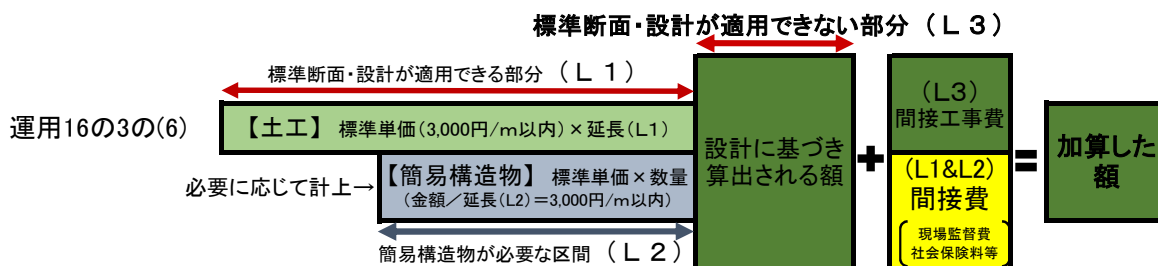 標準断面・設計が適用できない部分（Ｌ３）
標準断面・設計が適用できる部分（Ｌ１）
運用16の3の(6)
【土工】 標準単価(3,000円/ｍ以内)×延長(L1)
必要に応じて計上→
【簡易構造物】 標準単価×数量
(金額／延長(L2)＝3,000円/ｍ以内)
簡易構造物が必要な区間（Ｌ２）
設計に基づき
算出される額
＋
(L3)
間接工事費
(L1&L2)
間接費
現場監督費
社会保険料等
＝
加算した
額